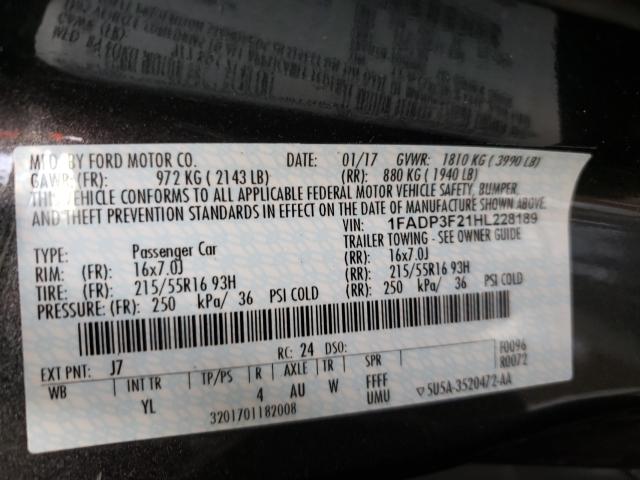 MFD. BY FORD MOTOR CO. DATE: 01/17 GVWR: 1810 KG ( 3990 LB)
GAWR: (FR): 972 KG ( 2143 LB) (RR): 880 KG ( 1940 LB)
THIS VEHICLE CONFORMS TO ALL APPLICABLE FEDERAL MOTOR VEHICLE SAFETY, BUMPER,
AND THEFT PREVENTION STANDARDS IN EFFECT ON THE DATE OF MANUFACTURE SHOWN ABOVE.
VIN: 1FADP3F21HL228189
TYPE: Passenger Car TRAILER TOWING - SEE OWNER GUIDE
RIM: (FR): 16x7.0J (RR): 16x7.0J
TIRE: (FR): 215/55R16 93H (RR): 215/55R16 93H
PRESSURE: (FR): 250 kPa/ 36 PSI COLD (RR): 250 kPa/ 36 PSI COLD
EXT PNT: J7 RC: 24 DSO: F0096
R0072
WB INT TR TP/PS R AXLE TR SPR
YL 4 AU W FFFF
UMU
3201701182008
5U5A-3520472-AA